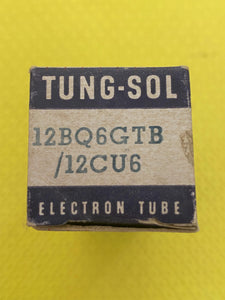 TUNG-SOL
12BQ6GTB
/12CU6
ELECTRON TUBE